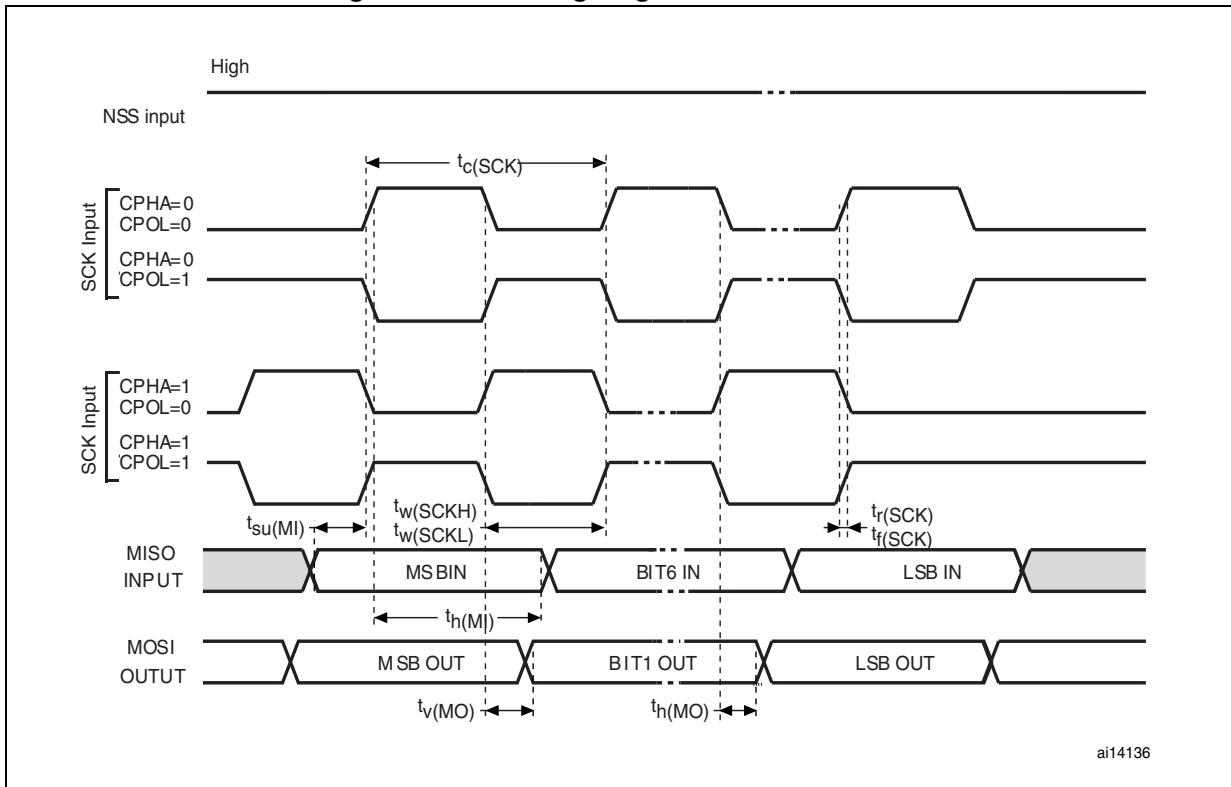 High
NSS input
tc(SCK)
SCK Input
CPHA=0
CPOL=0
CPHA=0
CPOL=1
SCK Input
CPHA=1
CPOL=0
CPHA=1
CPOL=1
tw(SCKH)
tw(SCKL)
tr(SCK)
tf(SCK)
tsu(MI)
MISO
INPUT
MSBIN
BIT6 IN
LSB IN
th(MI)
MOSI
OUTUT
MSB OUT
BIT1 OUT
LSB OUT
tv(MO)
th(MO)
ai14136